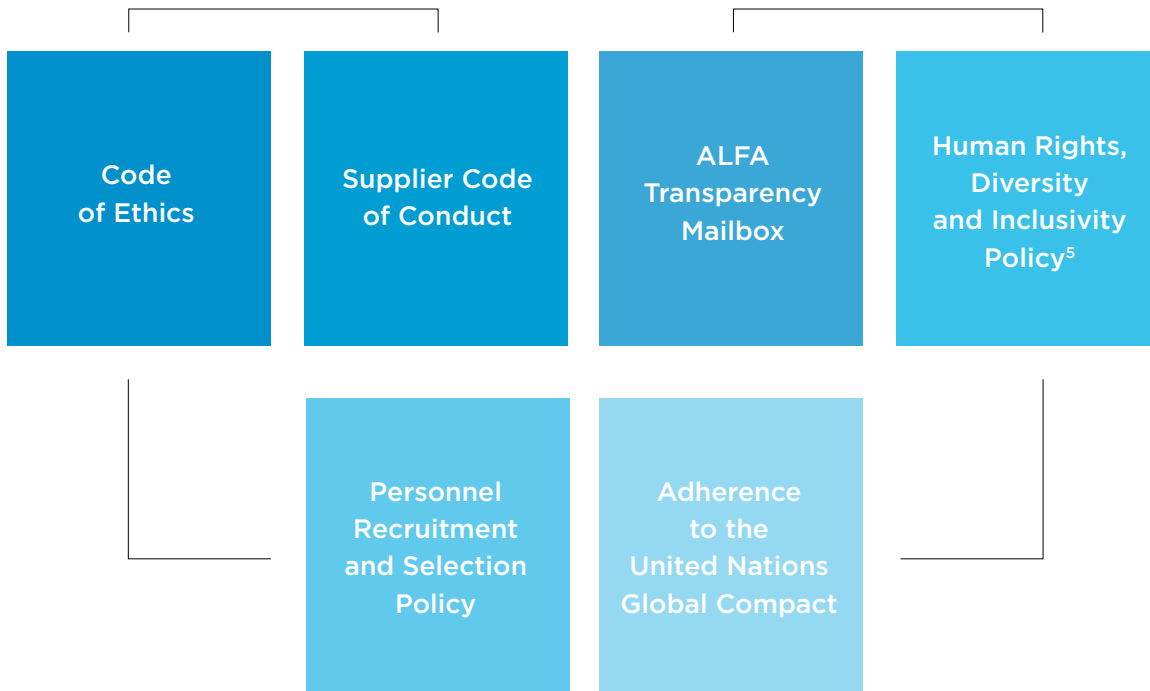 Code
of Ethics
Supplier Code
of Conduct
ALFA
Transparency
Mailbox
Human Rights,
Diversity
and Inclusivity
Policy⁵
Personnel
Recruitment
and Selection
Policy
Adherence
to the
United Nations
Global Compact